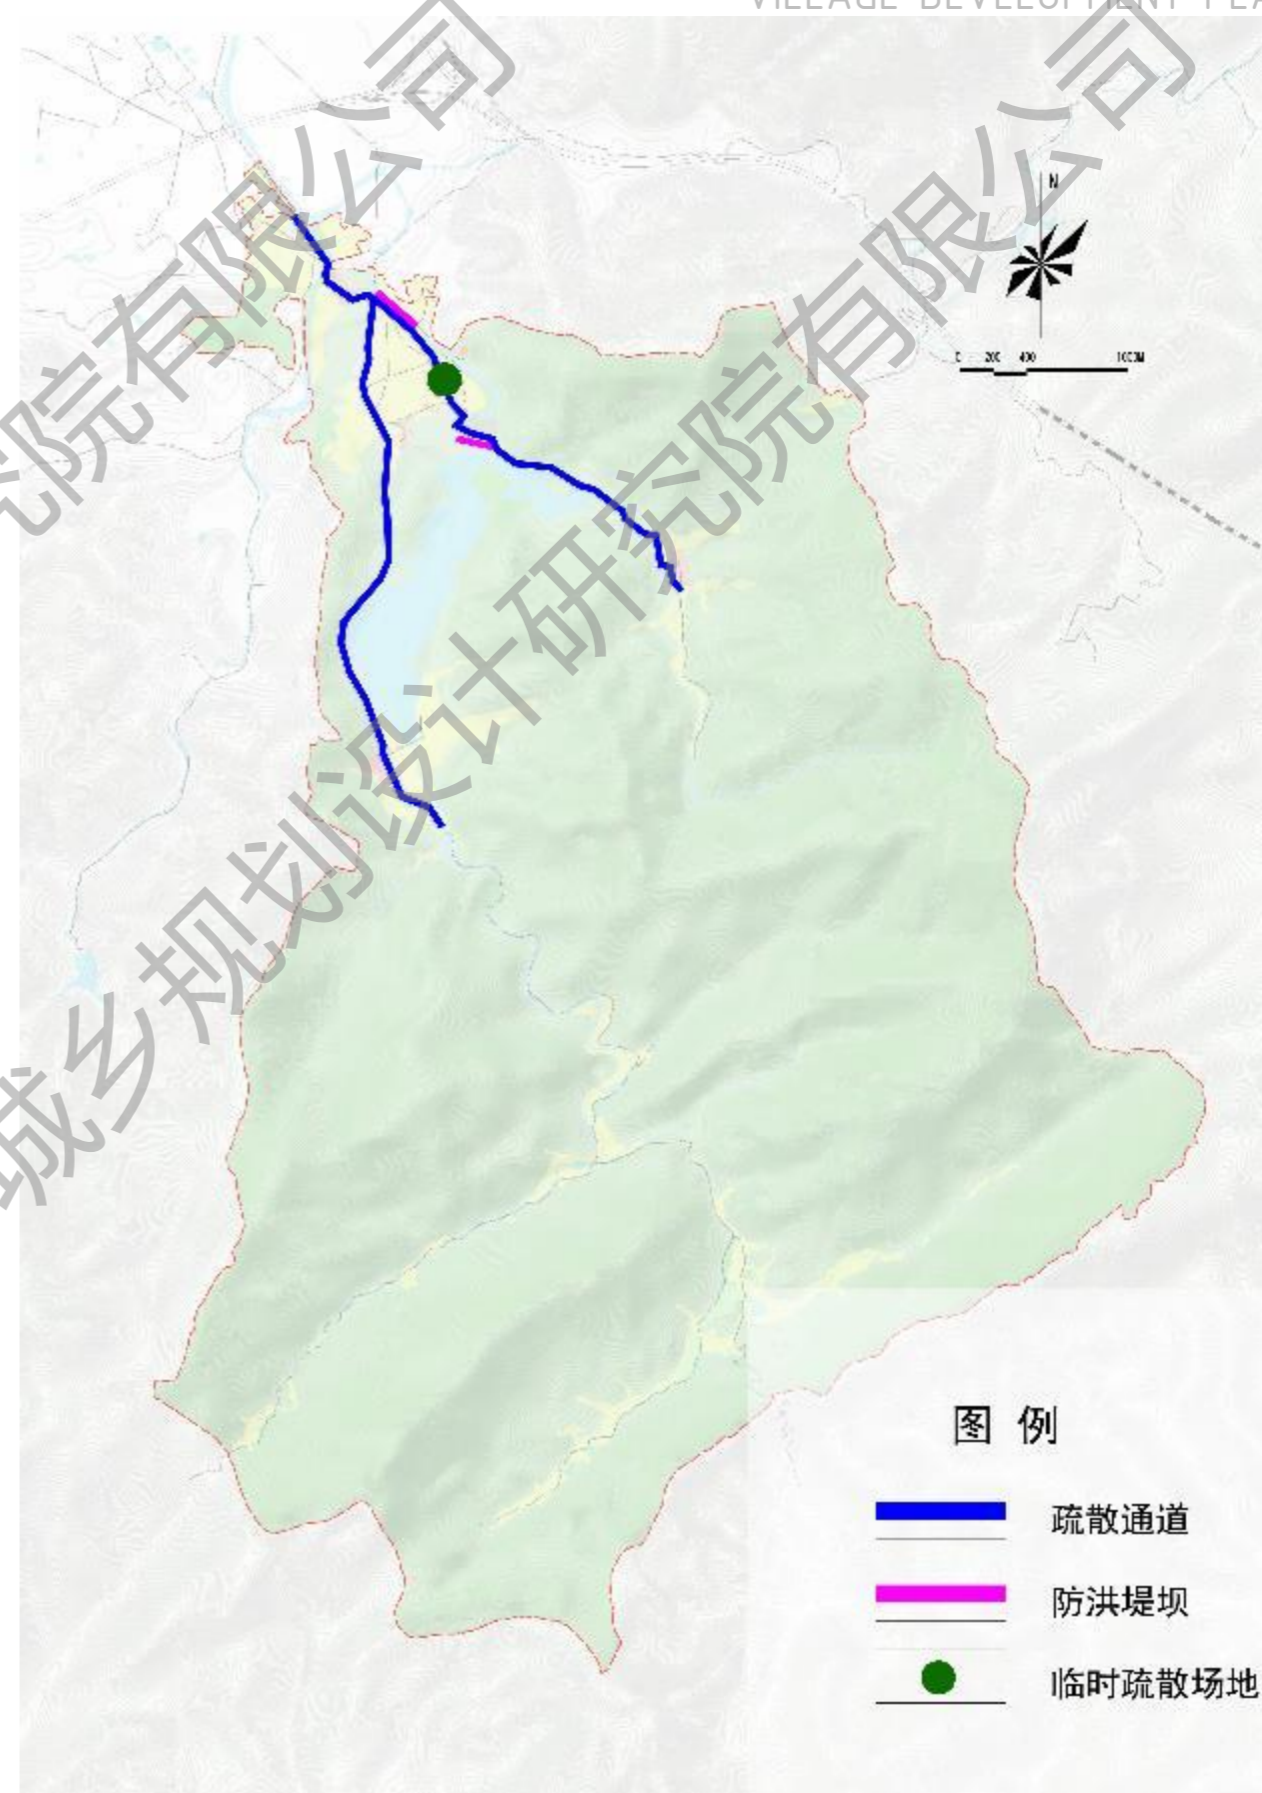 VILLAGE DEVELOPMENT PLA
N
0 200 400 1000M
究院有限公司
城乡规划设计研究院有限公司
图 例
疏散通道
防洪堤坝
临时疏散场地